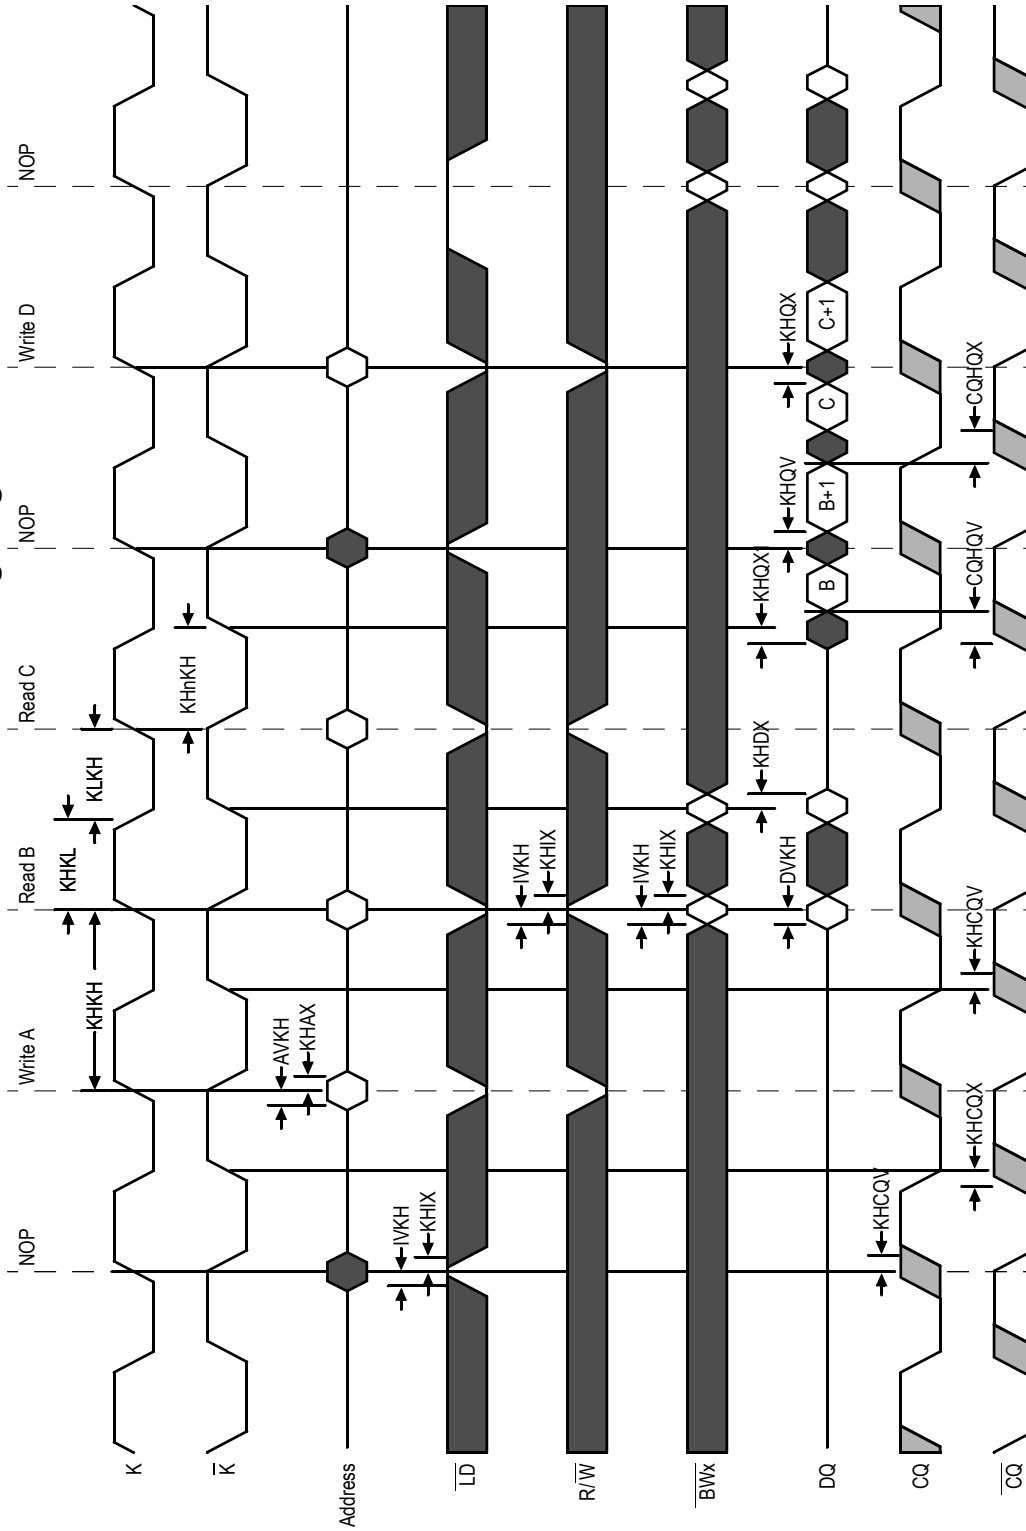 NOP
Write A
Read B
Read C
NOP
Write D
NOP
K
KHKH
KHKL
KLKH
K
KHnKH
Address
AVKH
KHAX
LD
IVKH
KHIX
R/W
IVKH
KHIX
BWx
IVKH
KHIX
DQ
DVKH
KHDX
KHQX1
KHQV
KHQX
B
B+1
C
C+1
CQ
KHCQV
CQ
KHCQX
KHCQV
CQHQV
CQHQX